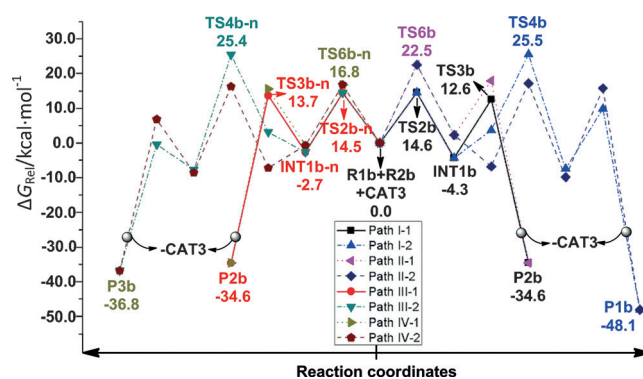 ΔG_Rel/kcal·mol⁻¹
30.0
20.0
10.0
0.0
-10.0
-20.0
-30.0
-40.0
-50.0
TS4b-n
25.4
TS6b-n
16.8
TS3b-n
13.7
TS2b-n
14.5
INT1b-n
-2.7
TS6b
22.5
TS2b
14.6
TS3b
12.6
TS4b
25.5
INT1b
-4.3
R1b+R2b
+CAT3
0.0
-CAT3
-CAT3
P3b
-36.8
P2b
-34.6
P2b
-34.6
P1b
-48.1
Path I-1
Path I-2
Path II-1
Path II-2
Path III-1
Path III-2
Path IV-1
Path IV-2
Reaction coordinates